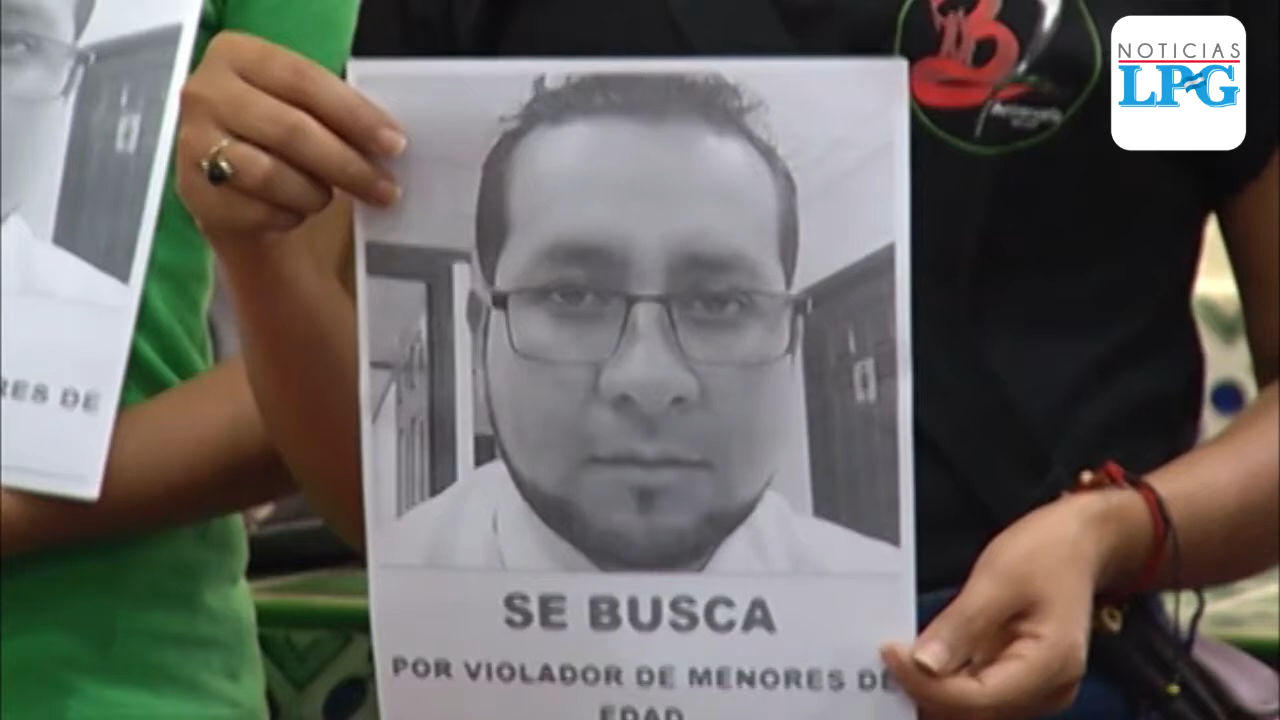 NOTICIAS
LPG
RES DE
SE BUSCA
POR VIOLADOR DE MENORES DE
EDAD